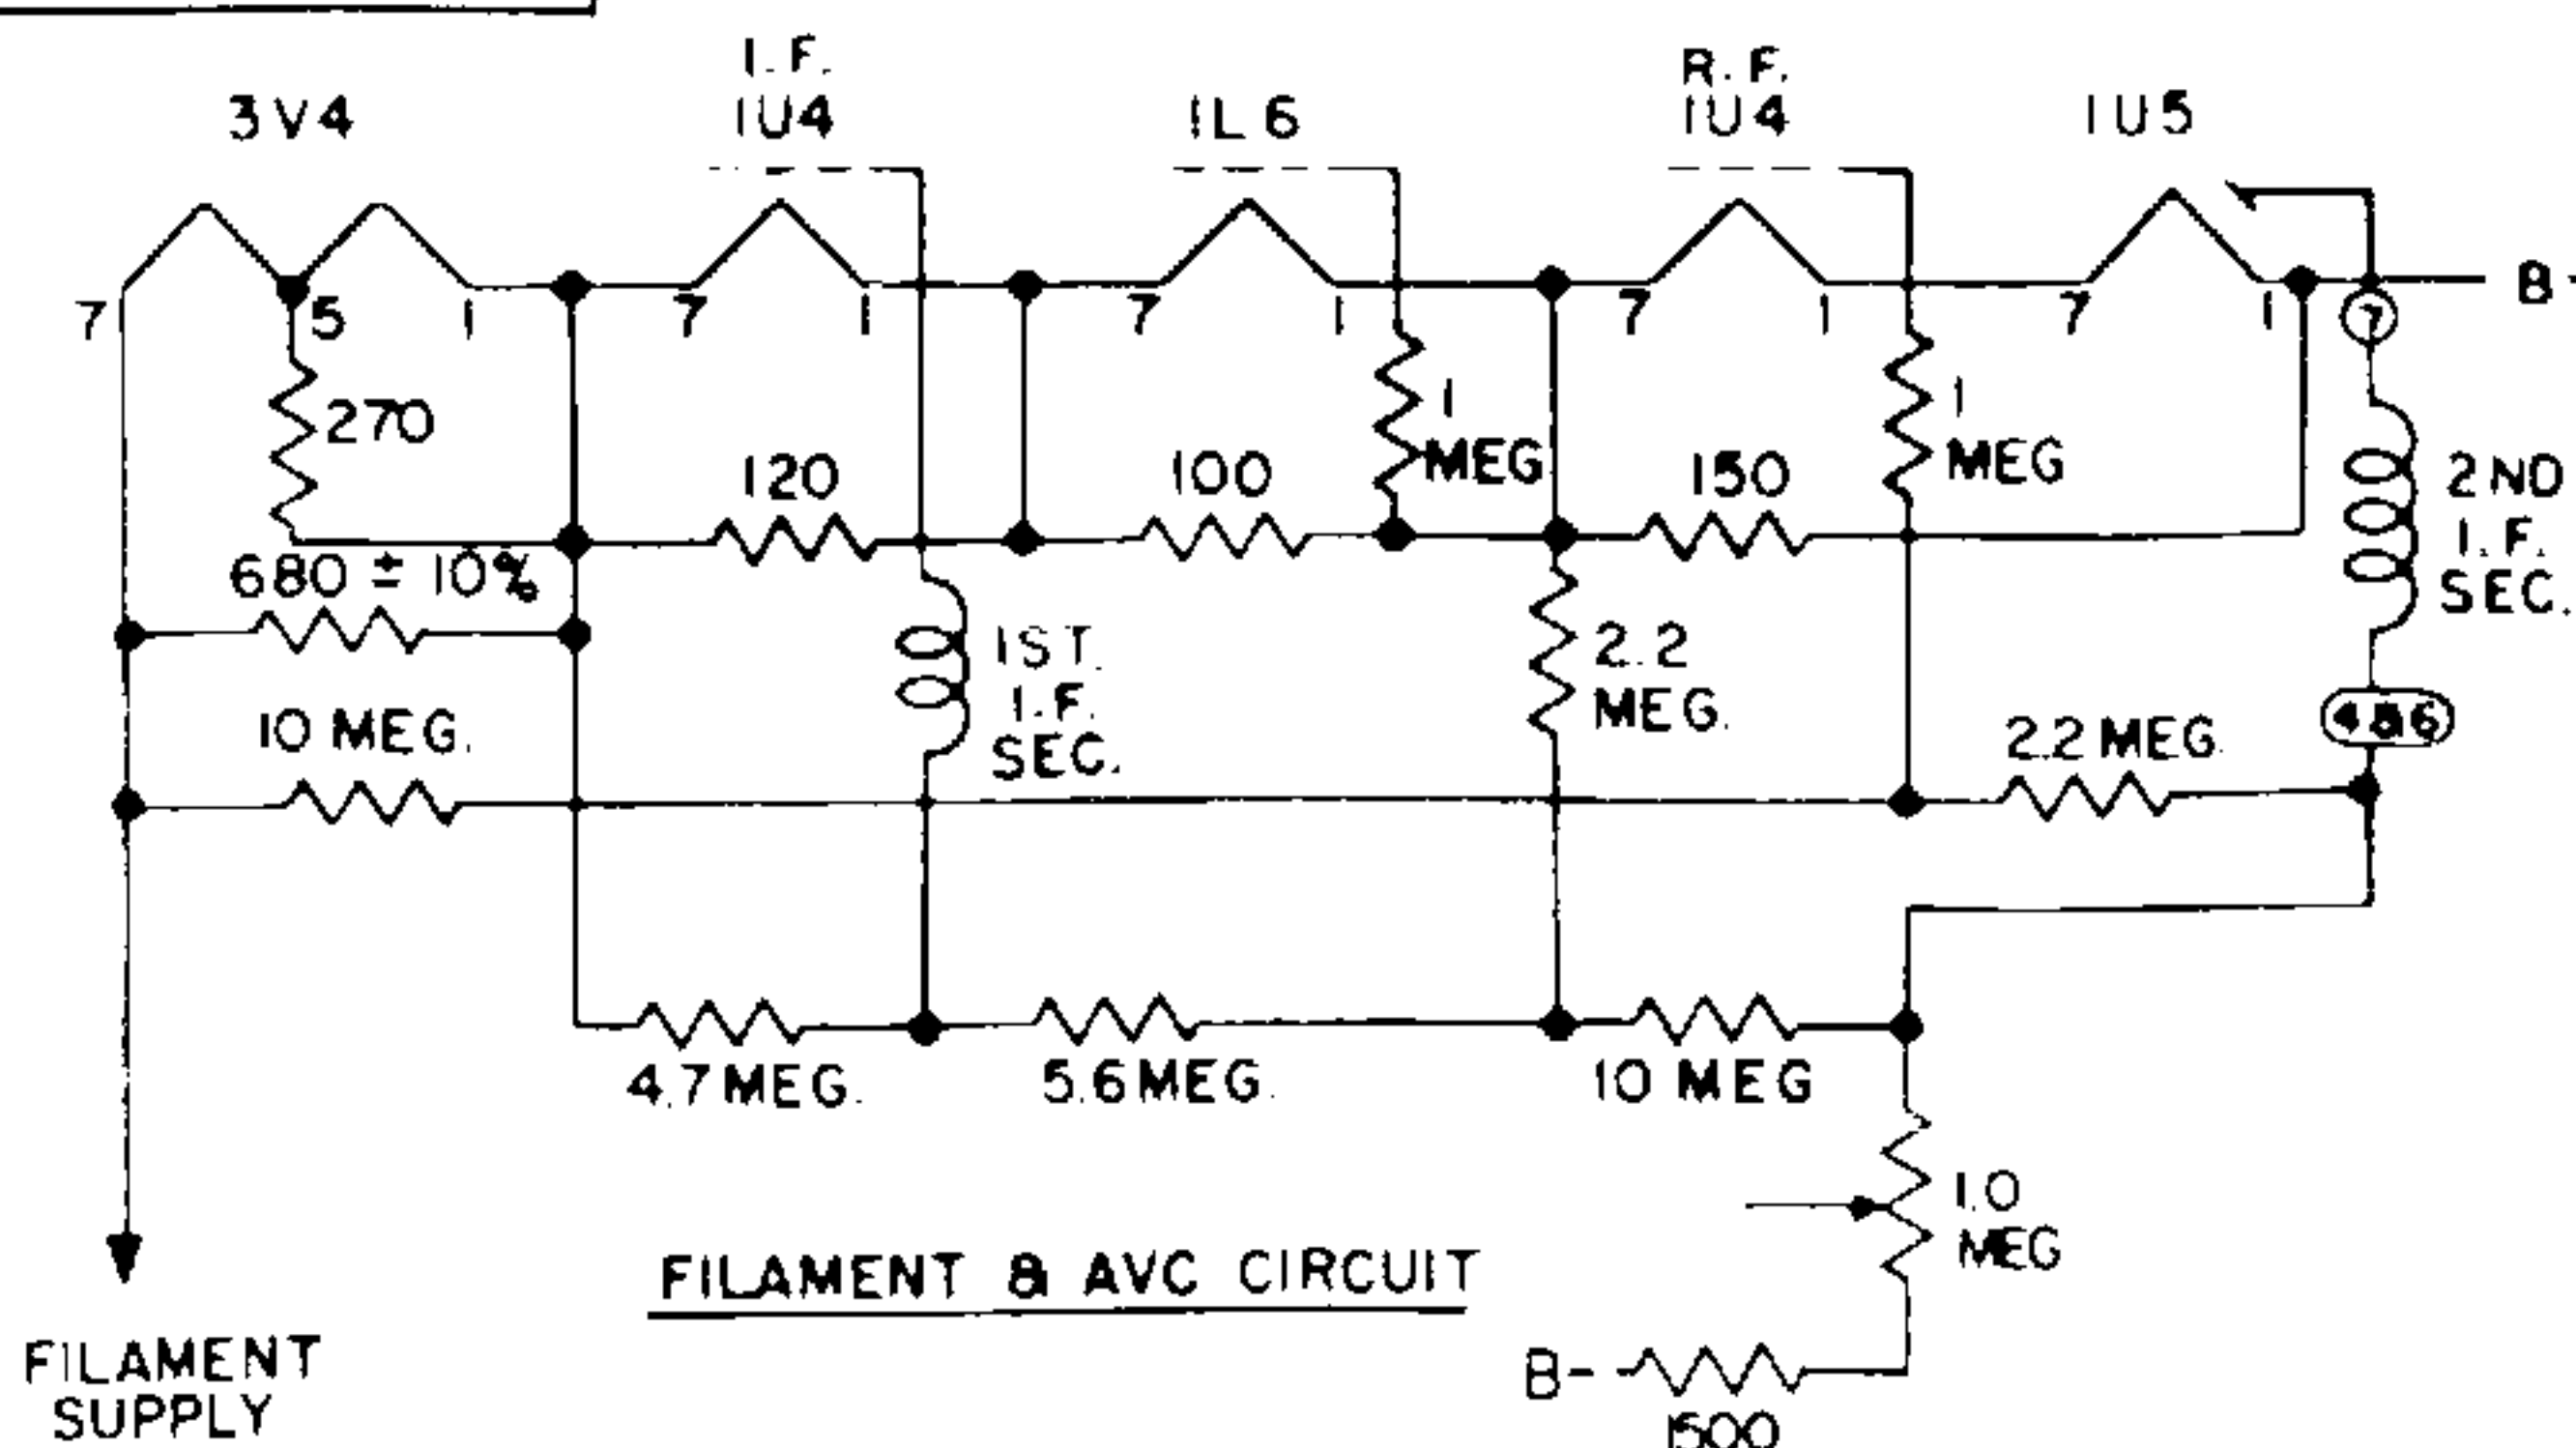 3V4
I.F.
1U4
1L6
R.F.
1U4
1U5
7
5
1
7
1
7
1
7
1
7
1
7
B-
270
120
100
1
MEG
150
1
MEG
2ND
I.F.
SEC.
680 ± 10%
1ST.
I.F.
SEC.
2.2
MEG.
10 MEG.
2.2 MEG.
4&6
4.7 MEG.
5.6 MEG.
10 MEG
1.0
MEG
FILAMENT & AVC CIRCUIT
FILAMENT
SUPPLY
B-
1500